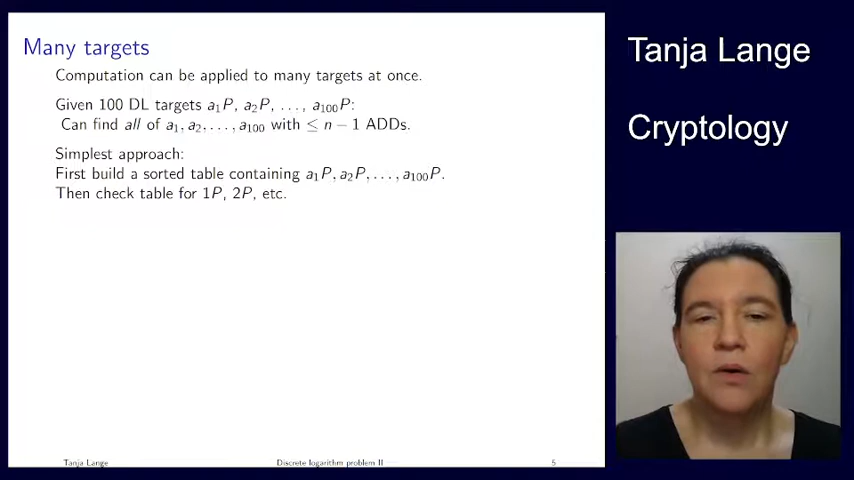 Many targets
Computation can be applied to many targets at once.
Given 100 DL targets a₁P, a₂P, . . . , a₁₀₀P:
Can find all of a₁, a₂, . . . , a₁₀₀ with ≤ n − 1 ADDs.
Simplest approach:
First build a sorted table containing a₁P, a₂P, . . . , a₁₀₀P.
Then check table for 1P, 2P, etc.
Tanja Lange
Discrete logarithm problem II
5
Tanja Lange
Cryptology